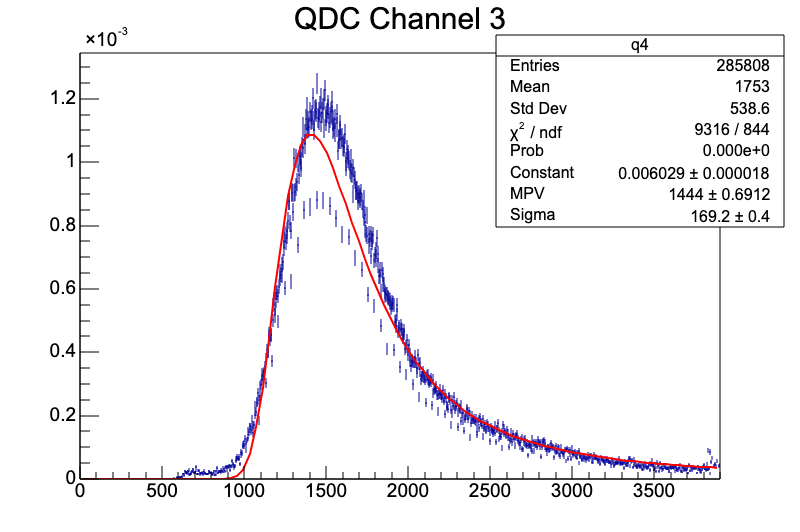 QDC Channel 3
×10⁻³
q4
Entries 285808
Mean 1753
Std Dev 538.6
χ² / ndf 9316 / 844
Prob 0.000e+0
Constant 0.006029 ± 0.000018
MPV 1444 ± 0.6912
Sigma 169.2 ± 0.4
1.2
1
0.8
0.6
0.4
0.2
0
0 500 1000 1500 2000 2500 3000 3500